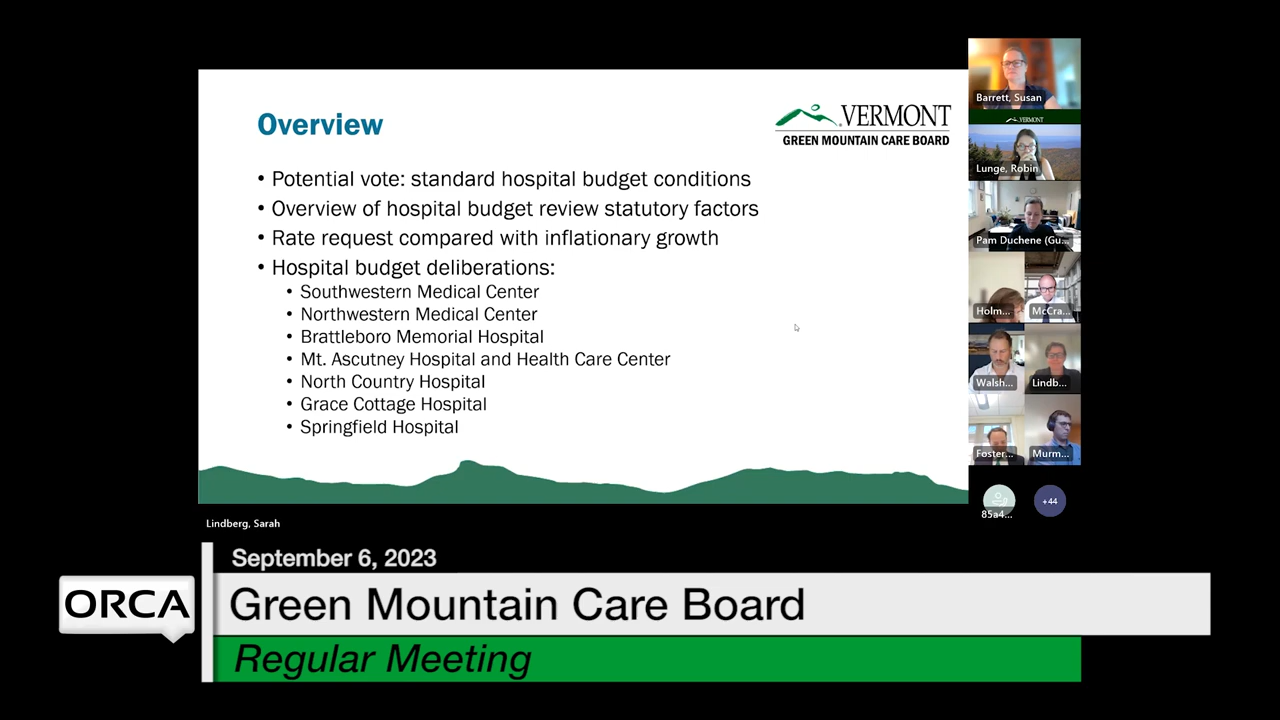 Overview
VERMONT
GREEN MOUNTAIN CARE BOARD
• Potential vote: standard hospital budget conditions
• Overview of hospital budget review statutory factors
• Rate request compared with inflationary growth
• Hospital budget deliberations:
• Southwestern Medical Center
• Northwestern Medical Center
• Brattleboro Memorial Hospital
• Mt. Ascutney Hospital and Health Care Center
• North Country Hospital
• Grace Cottage Hospital
• Springfield Hospital
Barrett, Susan
VERMONT
Lunge, Robin
Pam Duchene (Gu...
Holm... McCra...
Walsh... Lindb...
Foster... Murm...
85a4... +44
Lindberg, Sarah
September 6, 2023
ORCA
Green Mountain Care Board
Regular Meeting